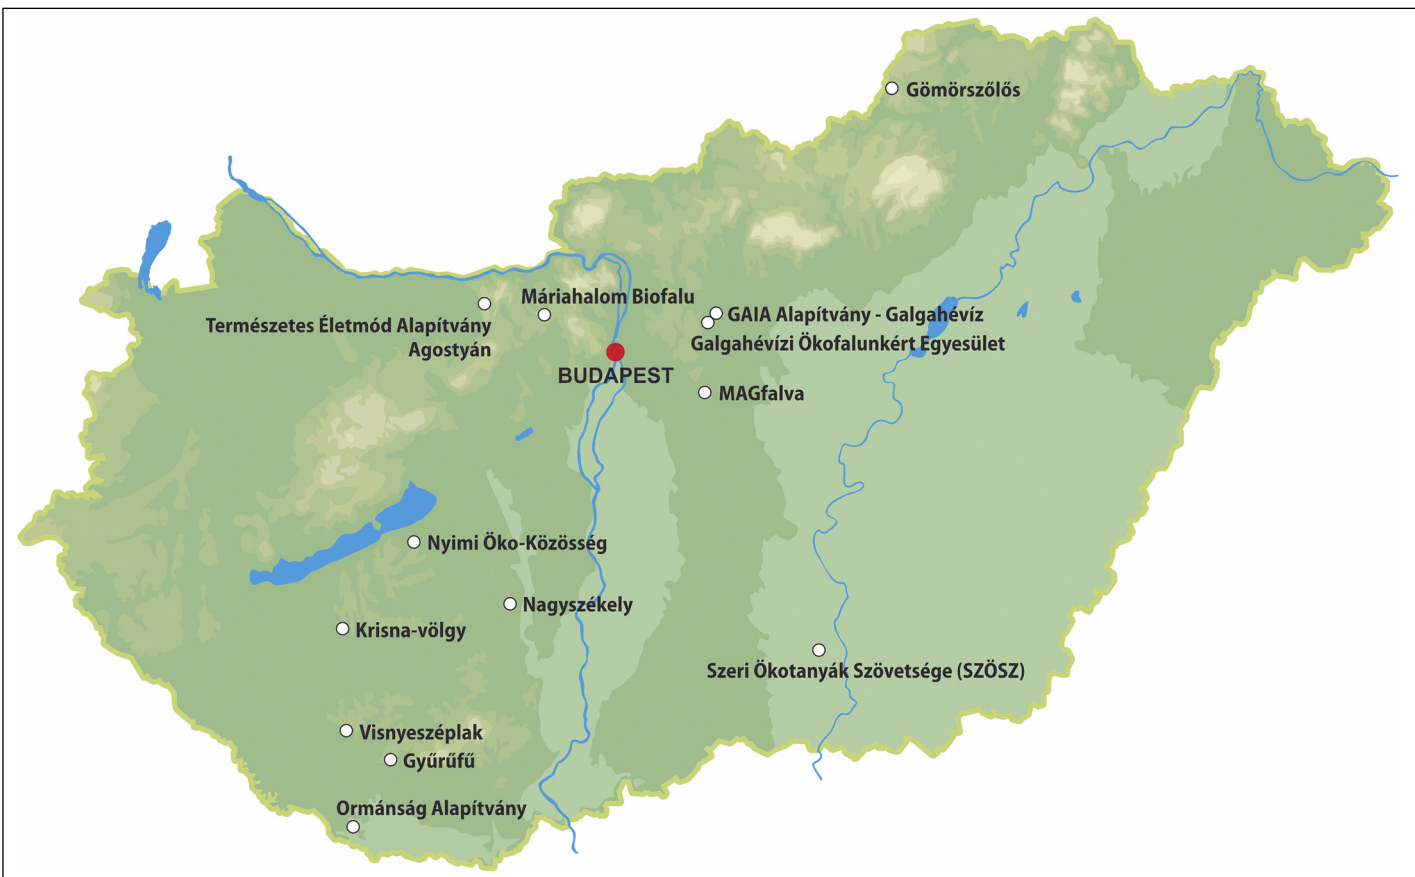 Gömörszőlős
Máriahalom Biofalu
GAIA Alapítvány - Galgahévíz
Természetes Életmód Alapítvány
Agostyán
Galgahévízi Ökofalunkért Egyesület
BUDAPEST
MAGfalva
Nyimi Öko-Közösség
Nagyszékely
Krisna-völgy
Szeri Ökotanyák Szövetsége (SZÖSZ)
Visnyeszéplak
Gyűrűfű
Ormánság Alapítvány